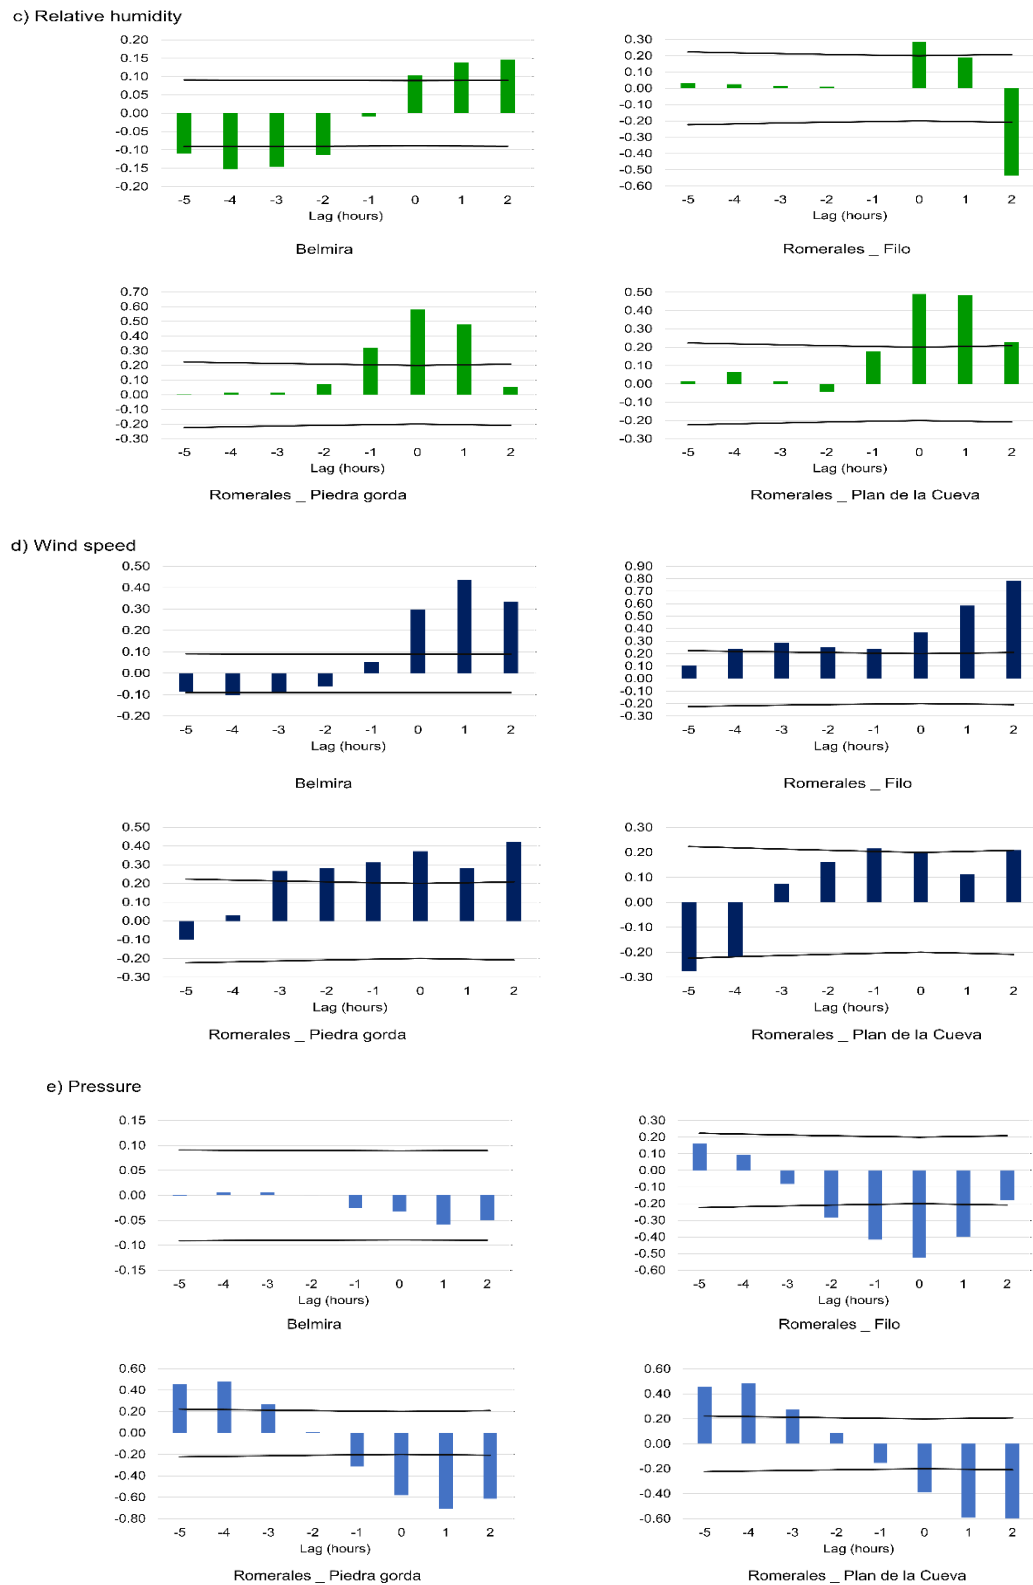 c) Relative humidity
0.20
0.15
0.10
0.05
0.00
-0.05
-0.10
-0.15
-0.20
-5 -4 -3 -2 -1 0 1 2
Lag (hours)
Belmira
0.30
0.20
0.10
0.00
-0.10
-0.20
-0.30
-0.40
-0.50
-0.60
-5 -4 -3 -2 -1 0 1 2
Lag (hours)
Romerales _ Filo
0.70
0.60
0.50
0.40
0.30
0.20
0.10
0.00
-0.10
-0.20
-0.30
-5 -4 -3 -2 -1 0 1 2
Lag (hours)
Romerales _ Piedra gorda
0.50
0.40
0.30
0.20
0.10
0.00
-0.10
-0.20
-0.30
-5 -4 -3 -2 -1 0 1 2
Lag (hours)
Romerales _ Plan de la Cueva
d) Wind speed
0.50
0.40
0.30
0.20
0.10
0.00
-0.10
-0.20
-5 -4 -3 -2 -1 0 1 2
Lag (hours)
Belmira
0.90
0.80
0.70
0.60
0.50
0.40
0.30
0.20
0.10
0.00
-0.10
-0.20
-0.30
-5 -4 -3 -2 -1 0 1 2
Lag (hours)
Romerales _ Filo
0.50
0.40
0.30
0.20
0.10
0.00
-0.10
-0.20
-0.30
-5 -4 -3 -2 -1 0 1 2
Lag (hours)
Romerales _ Piedra gorda
0.30
0.20
0.10
0.00
-0.10
-0.20
-0.30
-5 -4 -3 -2 -1 0 1 2
Lag (hours)
Romerales _ Plan de la Cueva
e) Pressure
0.15
0.10
0.05
0.00
-0.05
-0.10
-0.15
-5 -4 -3 -2 -1 0 1 2
Lag (hours)
Belmira
0.30
0.20
0.10
0.00
-0.10
-0.20
-0.30
-0.40
-0.50
-0.60
-5 -4 -3 -2 -1 0 1 2
Lag (hours)
Romerales _ Filo
0.60
0.40
0.20
0.00
-0.20
-0.40
-0.60
-0.80
-5 -4 -3 -2 -1 0 1 2
Lag (hours)
Romerales _ Piedra gorda
0.60
0.40
0.20
0.00
-0.20
-0.40
-0.60
-5 -4 -3 -2 -1 0 1 2
Lag (hours)
Romerales _ Plan de la Cueva